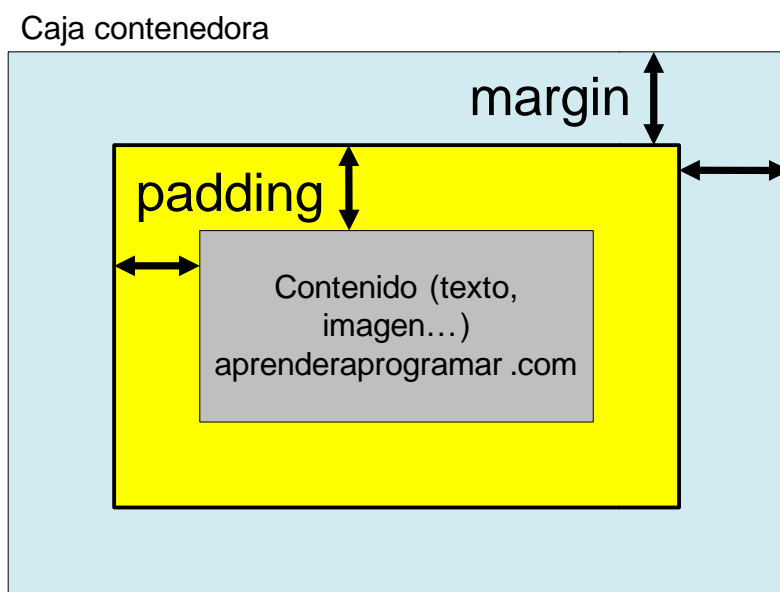 Caja contenedora
margin
padding
Contenido (texto,
imagen…)
aprenderaprogramar .com